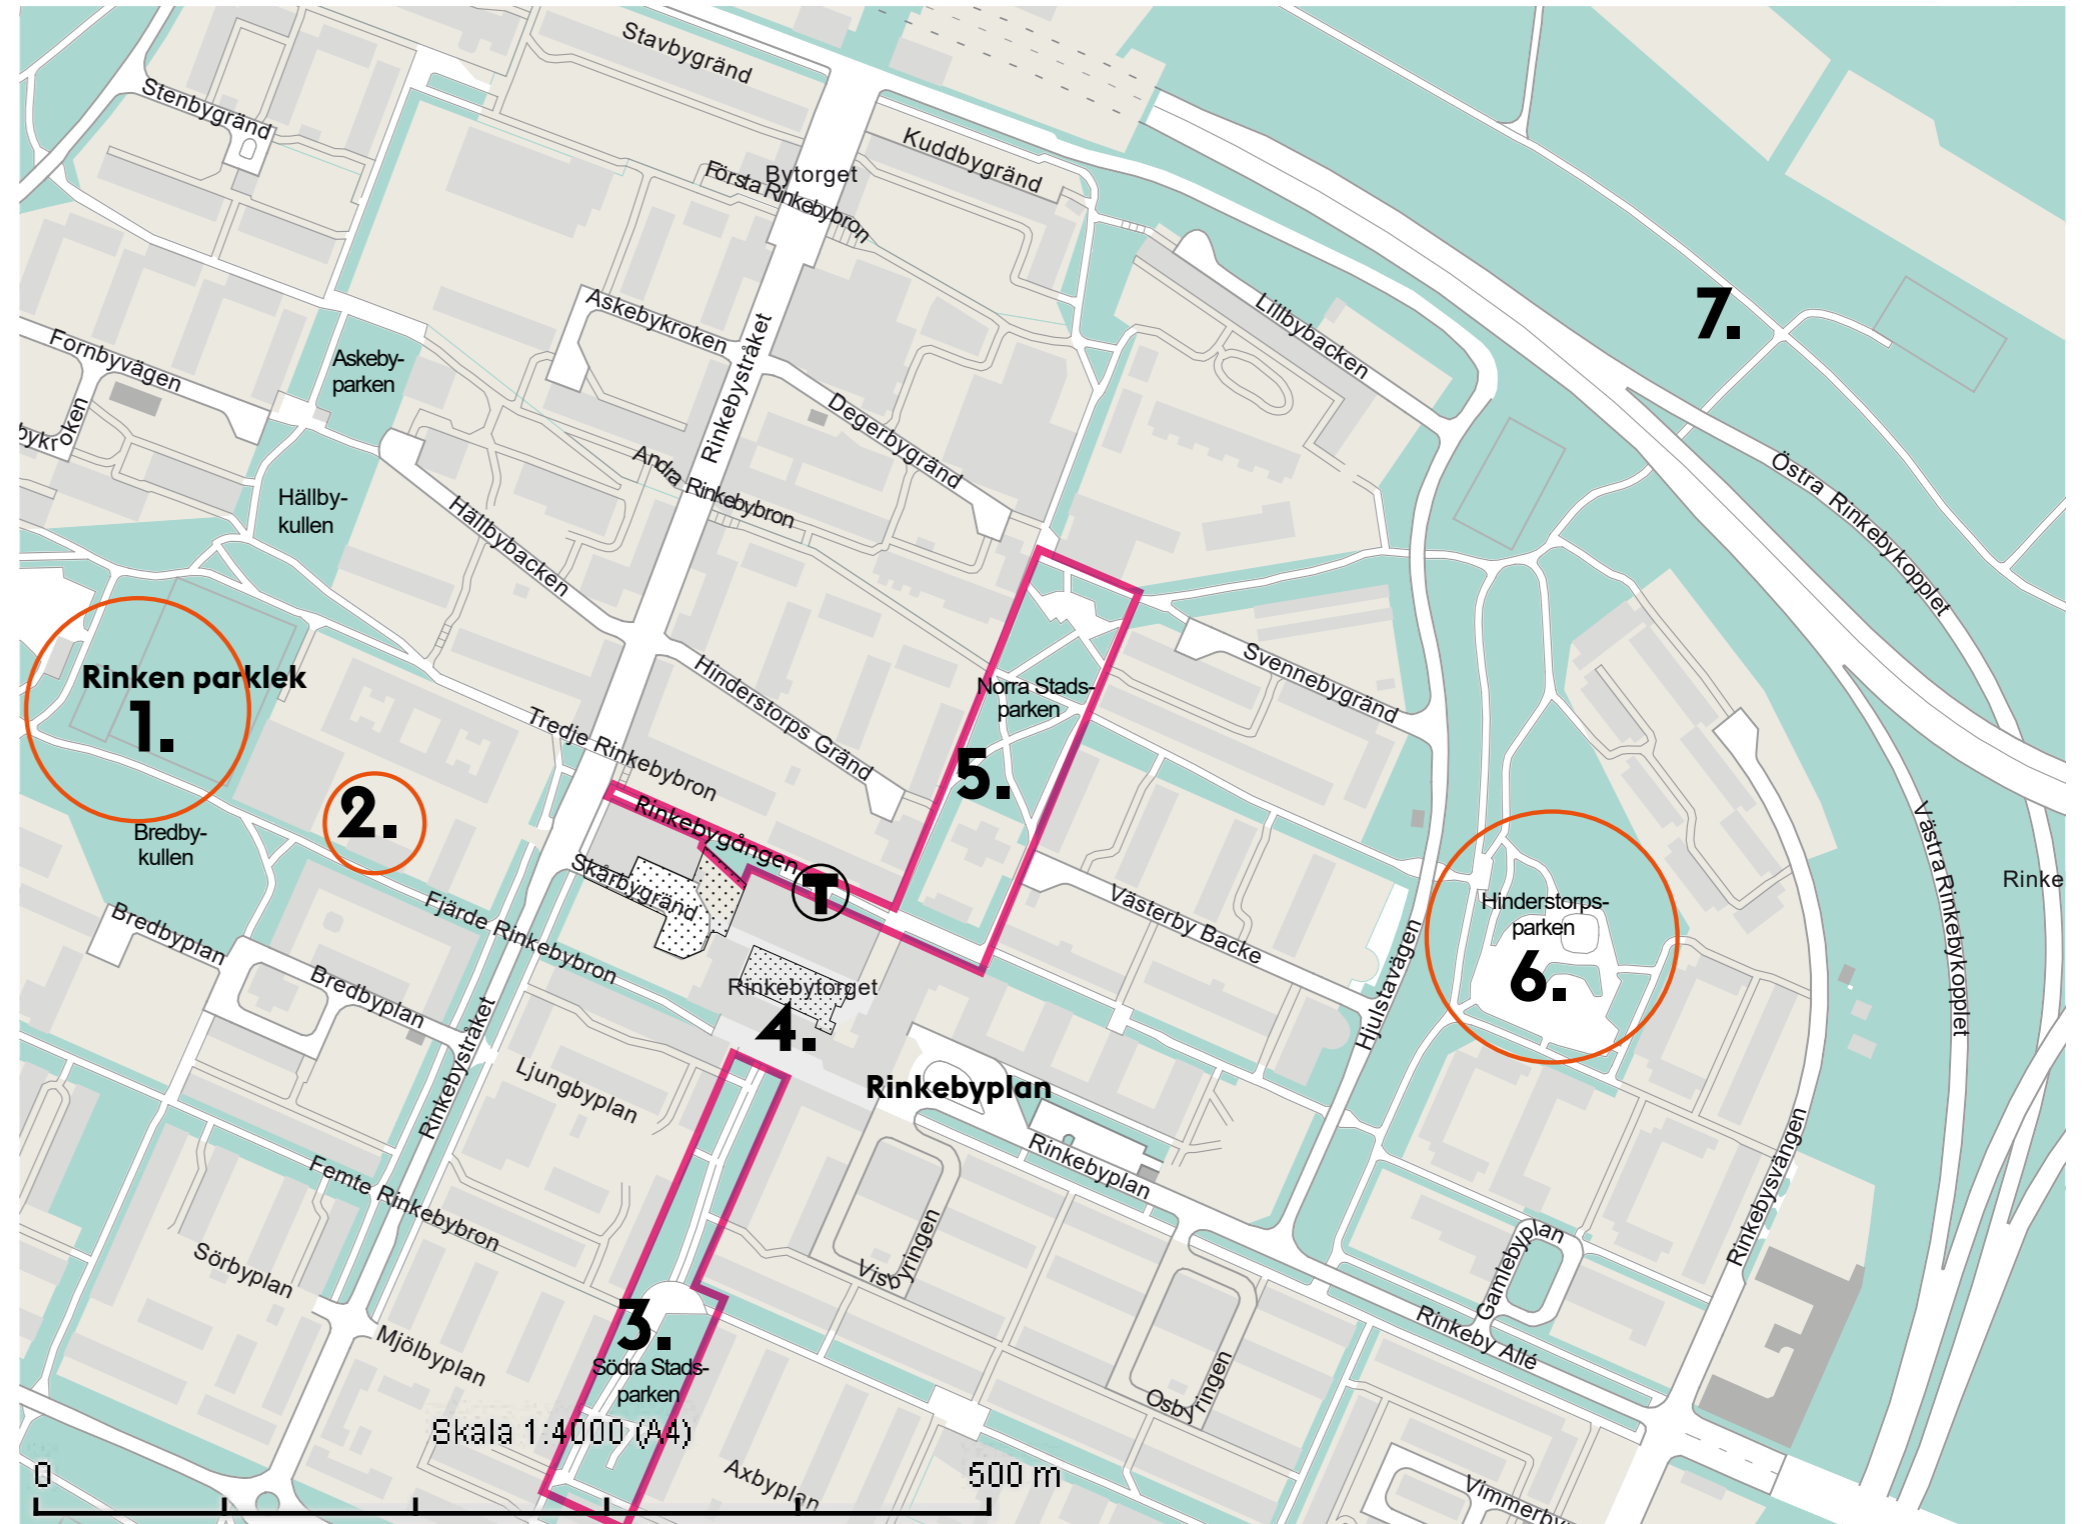 Stavbygränd
Stenbygränd
Kuddbygränd
Bytorget
Första Rinkebybron
Lillbybacken
Askebykroken
Rinkebystråket
7.
Fornbyvägen
Askeby-
parken
bykroken
Degerbygränd
Andra Rinkebybron
Östra Rinkebykopplet
Hällby-
kullen
Hällbybacken
Rinken parklek
1.
Hinderstorps Gränd
Svennebygränd
Norra Stads-
parken
5.
Tredje Rinkebybron
2.
Rinkebygången
T
Bredby-
kullen
Skårbygränd
Västra Rinkebykopplet
Rinke
Västerby Backe
Hinderstorps-
parken
6.
Fjärde Rinkebybron
Bredbyplan
Bredbyplan
Hjulstavägen
Rinkebytorget
4.
Rinkebystråket
Ljungbyplan
Rinkebyplan
Rinkebyplan
Rinkebysvängen
Femte Rinkebybron
Sörbyplan
Visbyringen
Gamlebyplan
3.
Södra Stads-
parken
Mjölbyplan
Rinkeby Allé
Osbyringen
Skala 1:4000 (A4)
Axbyplan
0
500 m
Vimmerby